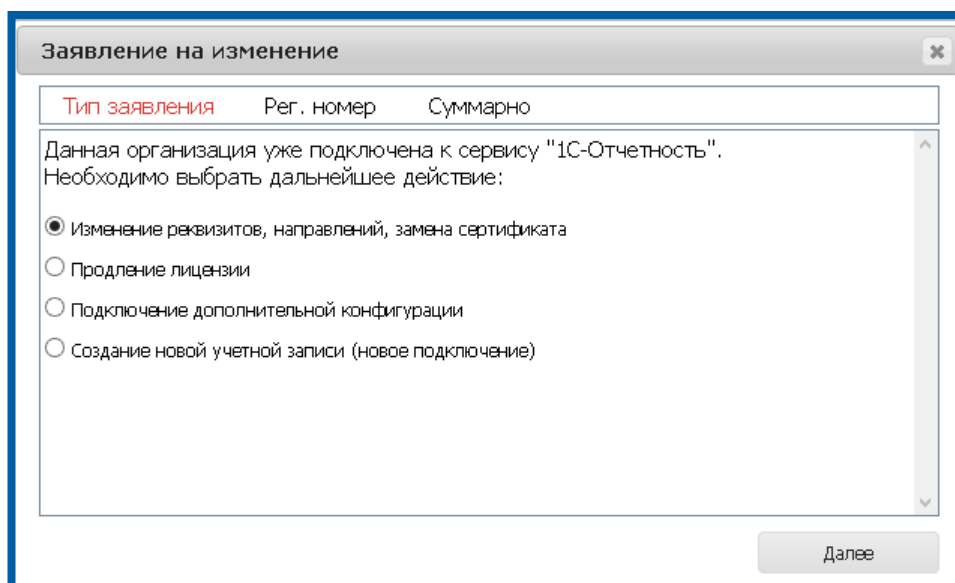 Заявление на изменение
Тип заявления Рег. номер Суммарно
Данная организация уже подключена к сервису "1С-Отчетность".
Необходимо выбрать дальнейшее действие:
Изменение реквизитов, направлений, замена сертификата
Продление лицензии
Подключение дополнительной конфигурации
Создание новой учетной записи (новое подключение)
Далее